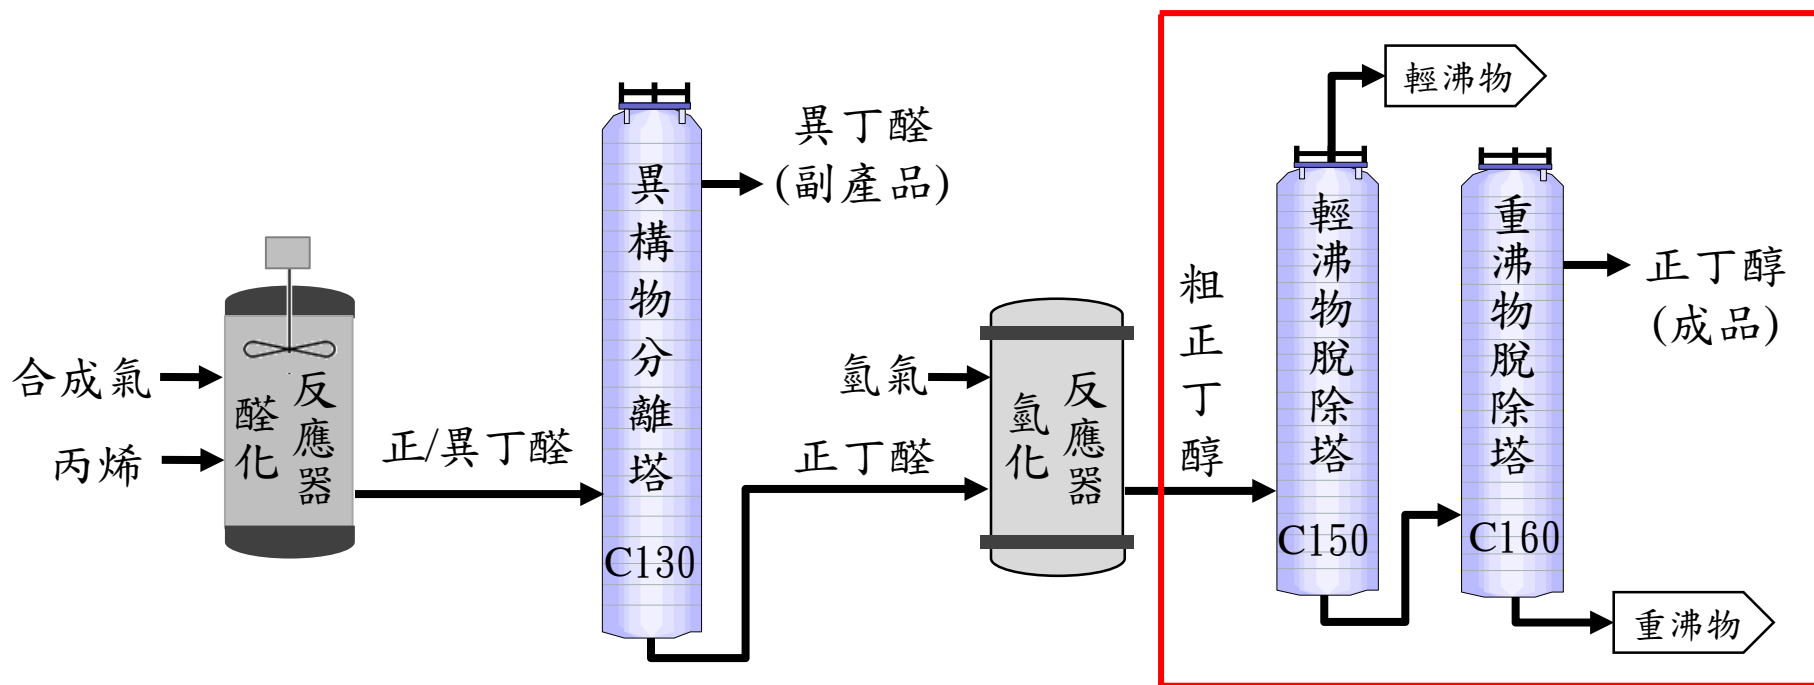 合成氣
丙烯
醛化
反應器
正/異丁醛
異構物分離塔
C130
異丁醛
(副產品)
氫氣
正丁醛
氫化
反應器
粗正丁醇
輕沸物脫除塔
C150
輕沸物
重沸物脫除塔
C160
正丁醇
(成品)
重沸物